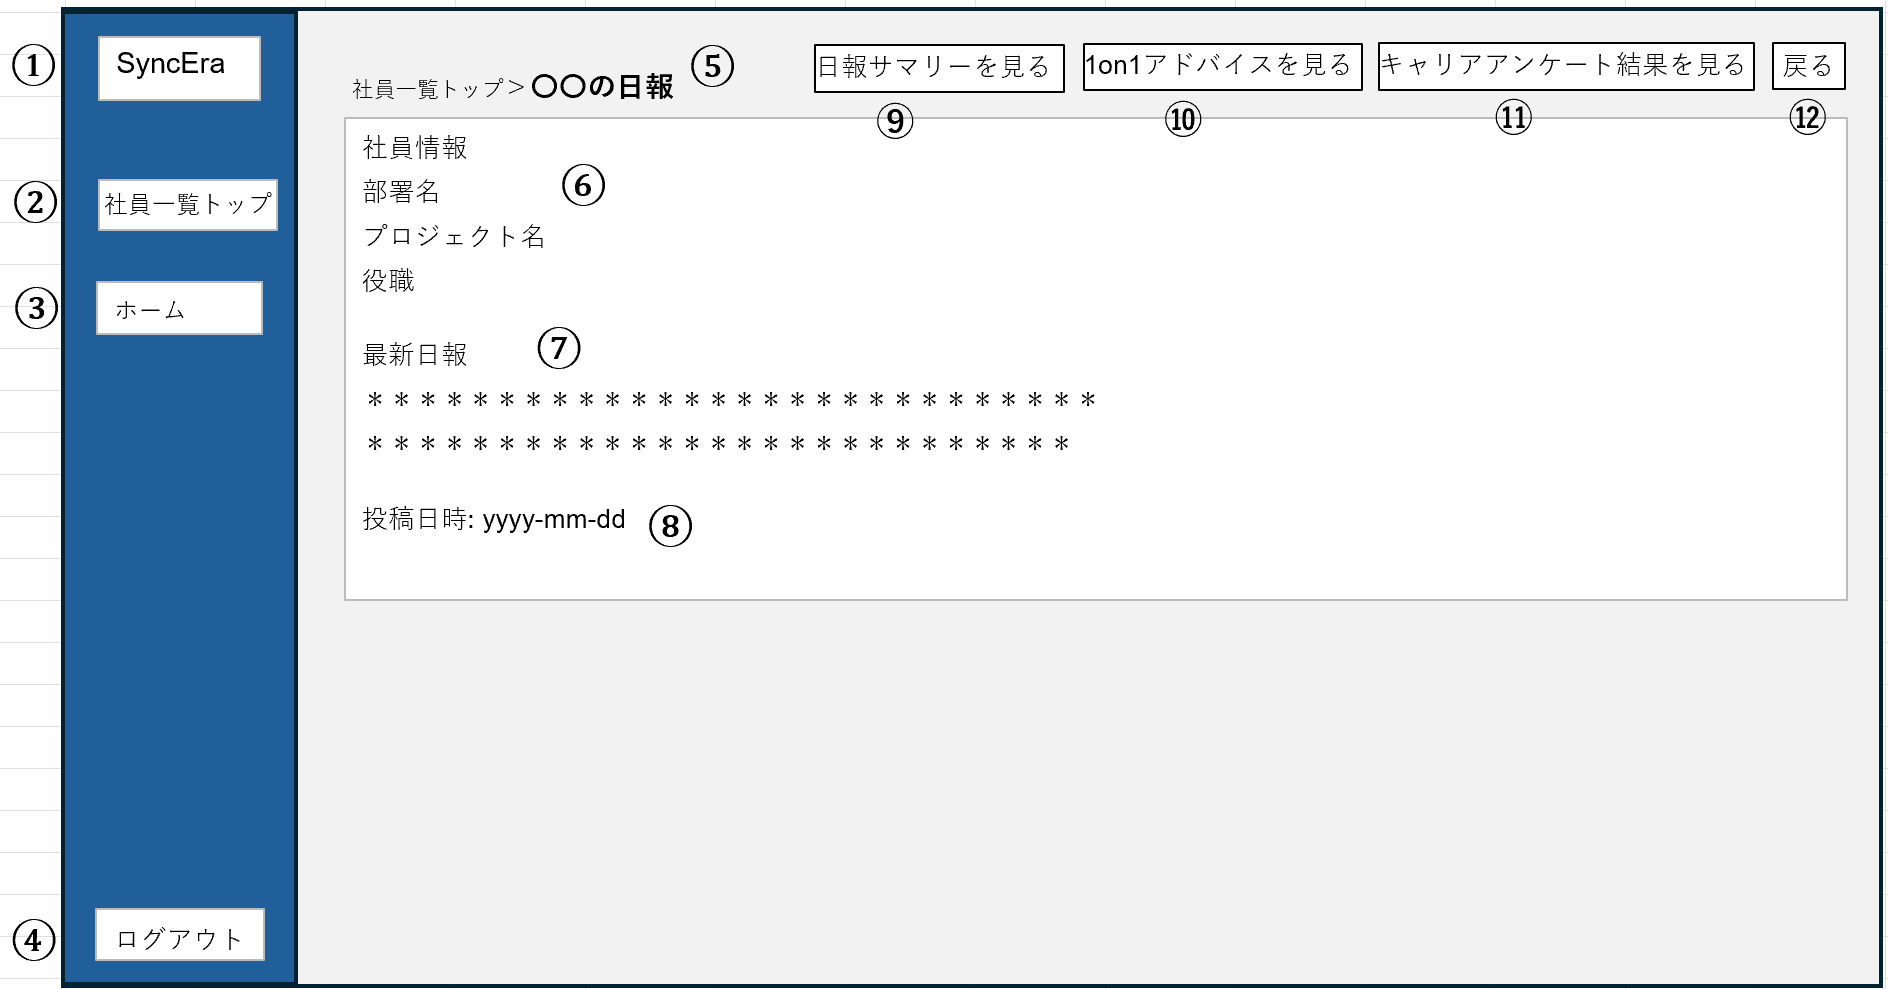 ① SyncEra
② 社員一覧トップ
③ ホーム
④ ログアウト
社員一覧トップ＞〇〇の日報 ⑤
日報サマリーを見る
⑨
1on1アドバイスを見る
⑩
キャリアアンケート結果を見る
⑪
戻る
⑫
社員情報
部署名 ⑥
プロジェクト名
役職
最新日報 ⑦
＊＊＊＊＊＊＊＊＊＊＊＊＊＊＊＊＊＊＊＊＊＊＊＊＊＊＊＊
＊＊＊＊＊＊＊＊＊＊＊＊＊＊＊＊＊＊＊＊＊＊＊＊＊＊＊
投稿日時: yyyy-mm-dd ⑧